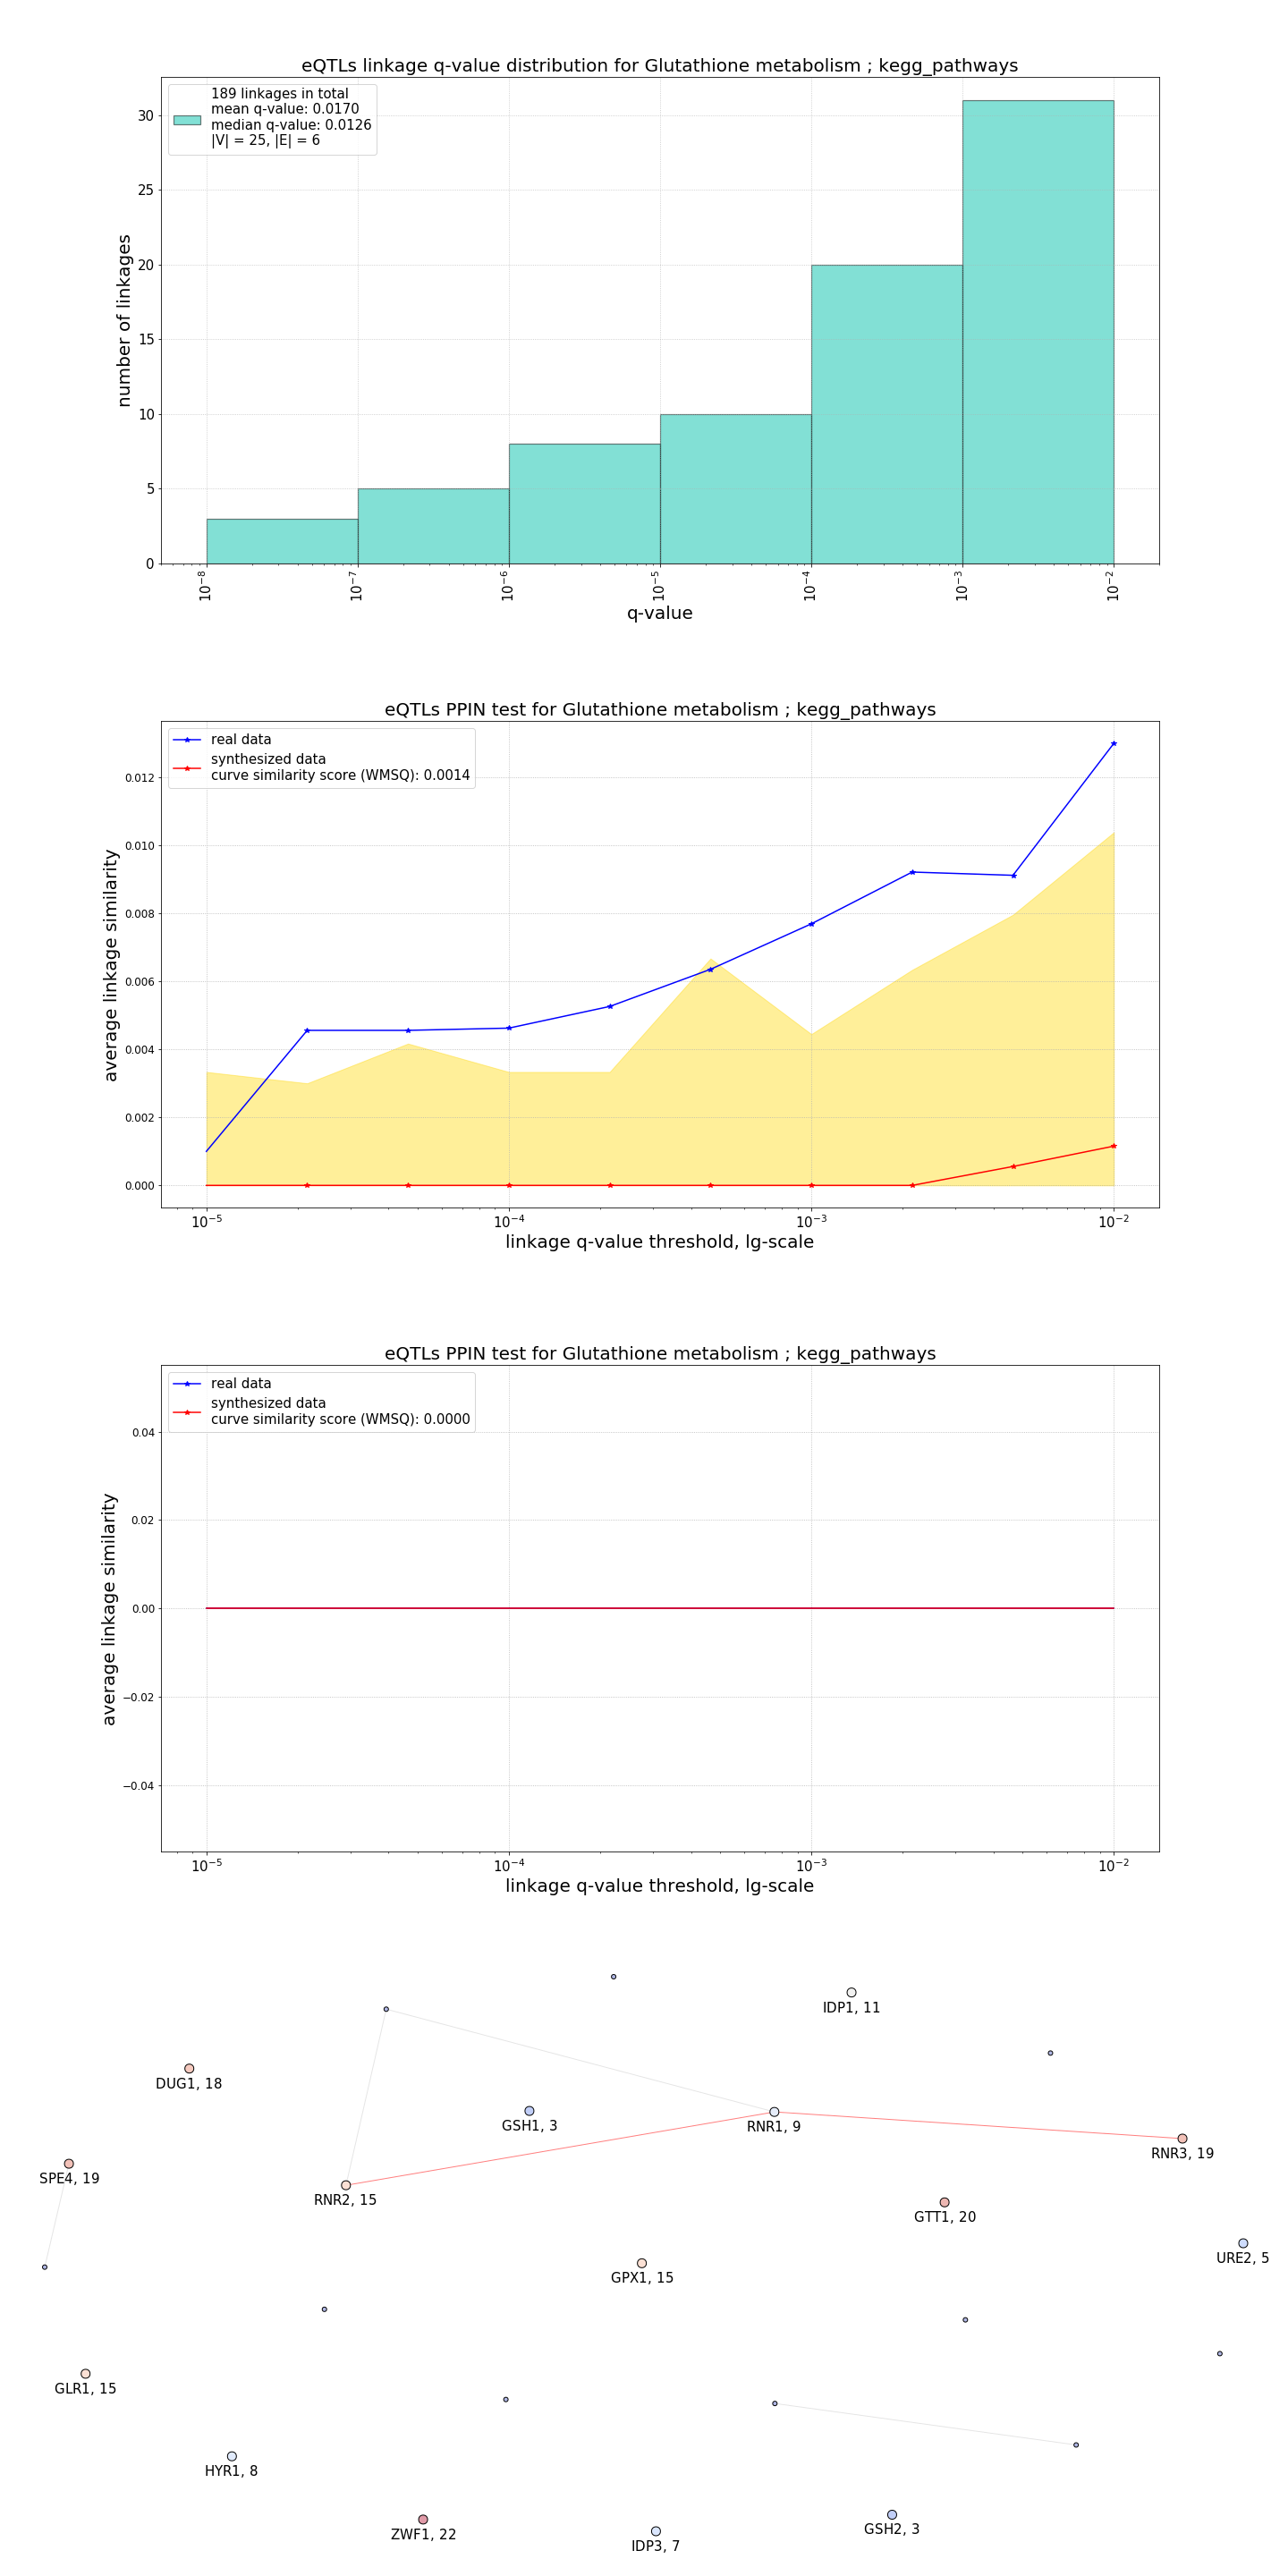 eQTLs linkage q-value distribution for Glutathione metabolism ; kegg_pathways
189 linkages in total
mean q-value: 0.0170
median q-value: 0.0126
|V| = 25, |E| = 6
number of linkages
30
25
20
15
10
5
0
10⁻⁸ 10⁻⁷ 10⁻⁶ 10⁻⁵ 10⁻⁴ 10⁻³ 10⁻²
q-value
eQTLs PPIN test for Glutathione metabolism ; kegg_pathways
real data
synthesized data
curve similarity score (WMSQ): 0.0014
average linkage similarity
0.012
0.010
0.008
0.006
0.004
0.002
0.000
10⁻⁵ 10⁻⁴ 10⁻³ 10⁻²
linkage q-value threshold, lg-scale
eQTLs PPIN test for Glutathione metabolism ; kegg_pathways
real data
synthesized data
curve similarity score (WMSQ): 0.0000
average linkage similarity
0.04
0.02
0.00
−0.02
−0.04
10⁻⁵ 10⁻⁴ 10⁻³ 10⁻²
linkage q-value threshold, lg-scale
IDP1, 11
DUG1, 18
GSH1, 3
RNR1, 9
RNR3, 19
SPE4, 19
RNR2, 15
GTT1, 20
URE2, 5
GPX1, 15
GLR1, 15
HYR1, 8
GSH2, 3
ZWF1, 22
IDP3, 7